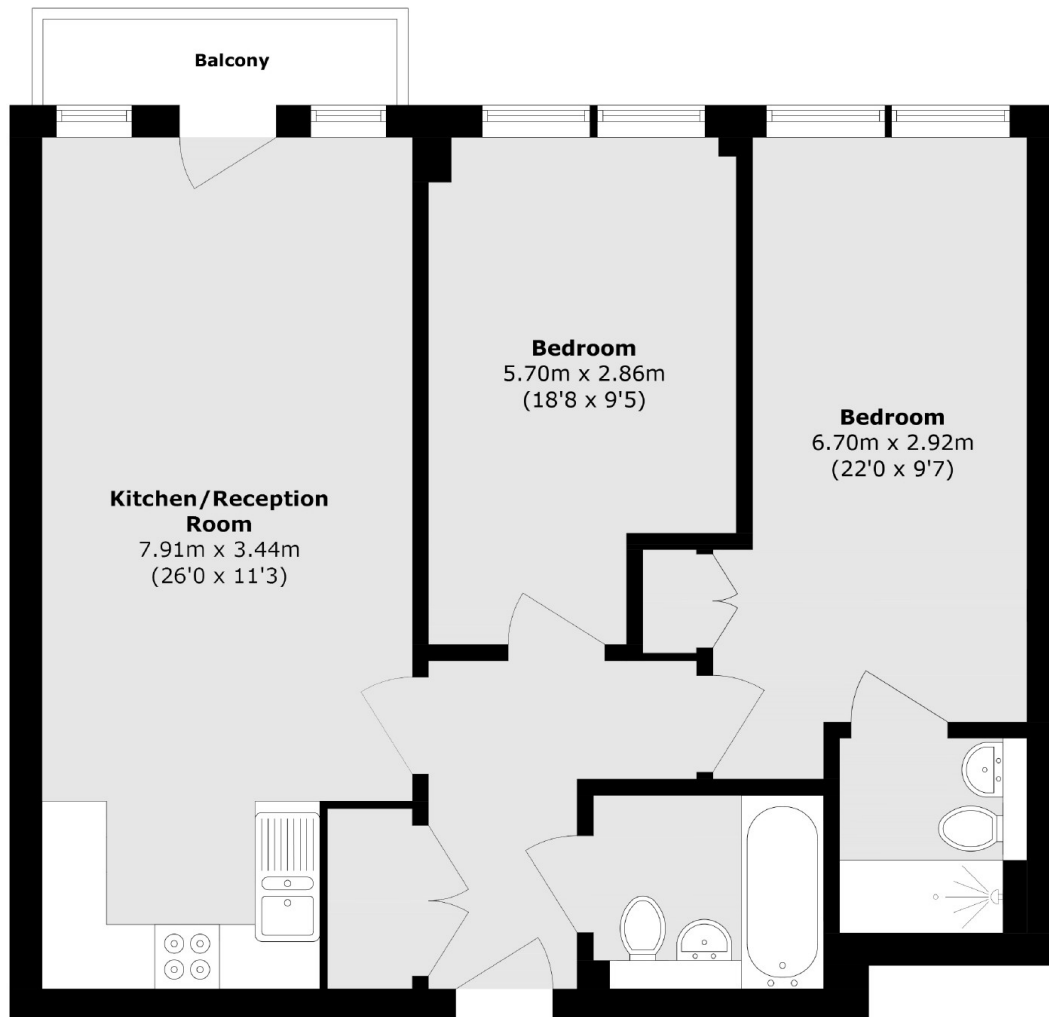 Balcony
Bedroom
5.70m x 2.86m
(18'8 x 9'5)
Bedroom
6.70m x 2.92m
(22'0 x 9'7)
Kitchen/Reception
Room
7.91m x 3.44m
(26'0 x 11'3)